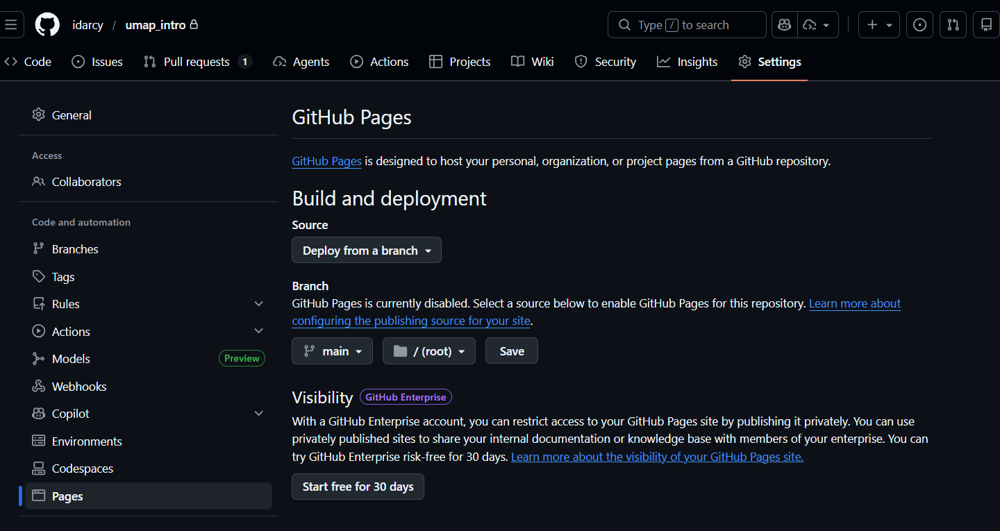 idarcy / umap_intro
Type / to search
Code
Issues
Pull requests 1
Agents
Actions
Projects
Wiki
Security
Insights
Settings
General
Access
Collaborators
Code and automation
Branches
Tags
Rules
Actions
Models Preview
Webhooks
Copilot
Environments
Codespaces
Pages
GitHub Pages
GitHub Pages is designed to host your personal, organization, or project pages from a GitHub repository.
Build and deployment
Source
Deploy from a branch
Branch
GitHub Pages is currently disabled. Select a source below to enable GitHub Pages for this repository. Learn more about
configuring the publishing source for your site.
main
/ (root)
Save
Visibility GitHub Enterprise
With a GitHub Enterprise account, you can restrict access to your GitHub Pages site by publishing it privately. You can use
privately published sites to share your internal documentation or knowledge base with members of your enterprise. You can
try GitHub Enterprise risk-free for 30 days. Learn more about the visibility of your GitHub Pages site.
Start free for 30 days